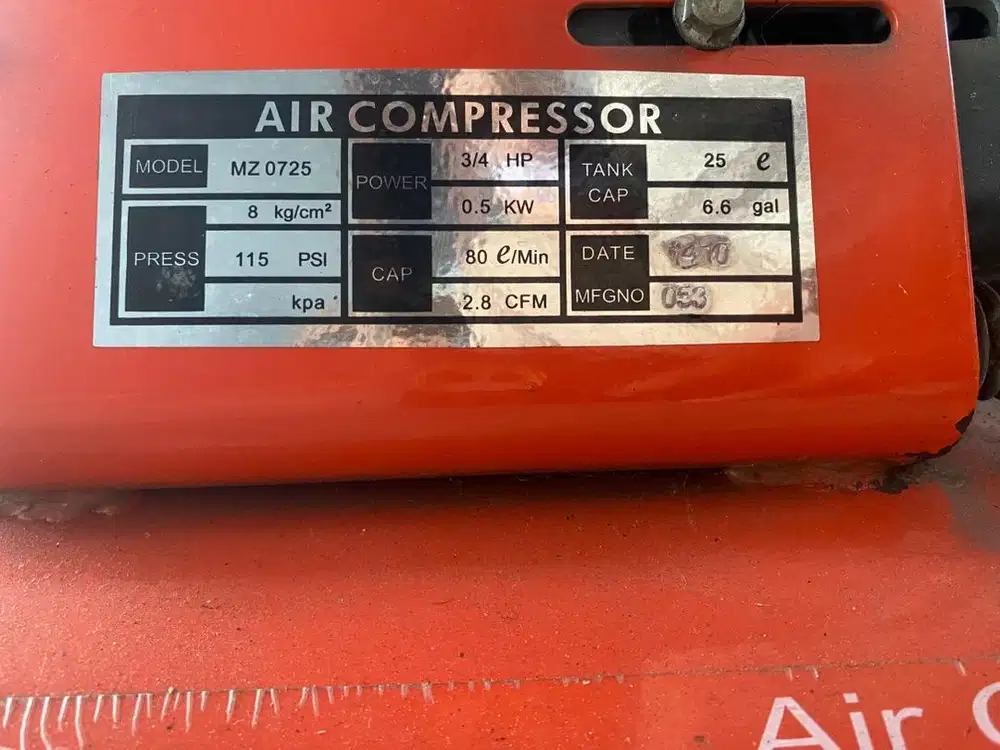 AIR COMPRESSOR
MODEL MZ 0725
POWER 3/4 HP
0.5 KW
TANK CAP 25 ℓ
6.6 gal
PRESS 8 kg/cm²
115 PSI
kpa
CAP 80 ℓ/Min
2.8 CFM
DATE
MFGNO 053
Air